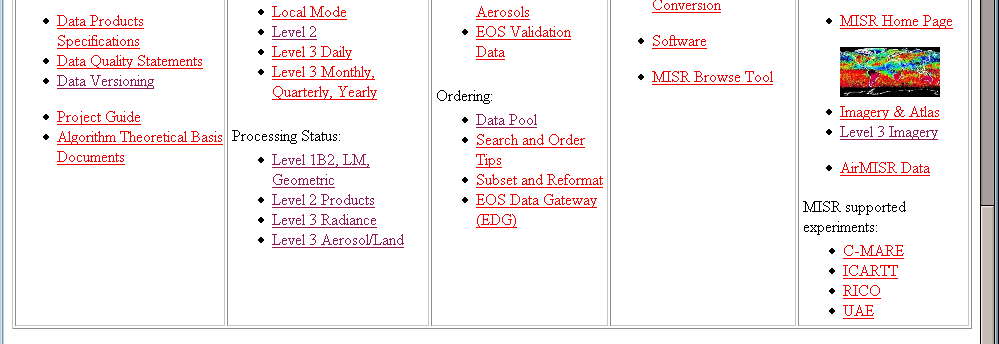 Data Products
Specifications
Data Quality Statements
Data Versioning
Project Guide
Algorithm Theoretical Basis
Documents
Local Mode
Level 2
Level 3 Daily
Level 3 Monthly,
Quarterly, Yearly
Processing Status:
Level 1B2, LM,
Geometric
Level 2 Products
Level 3 Radiance
Level 3 Aerosol/Land
Aerosols
EOS Validation
Data
Ordering:
Data Pool
Search and Order
Tips
Subset and Reformat
EOS Data Gateway
(EDG)
Conversion
Software
MISR Browse Tool
MISR Home Page
Imagery & Atlas
Level 3 Imagery
AirMISR Data
MISR supported
experiments:
C-MARE
ICARTT
RICO
UAE